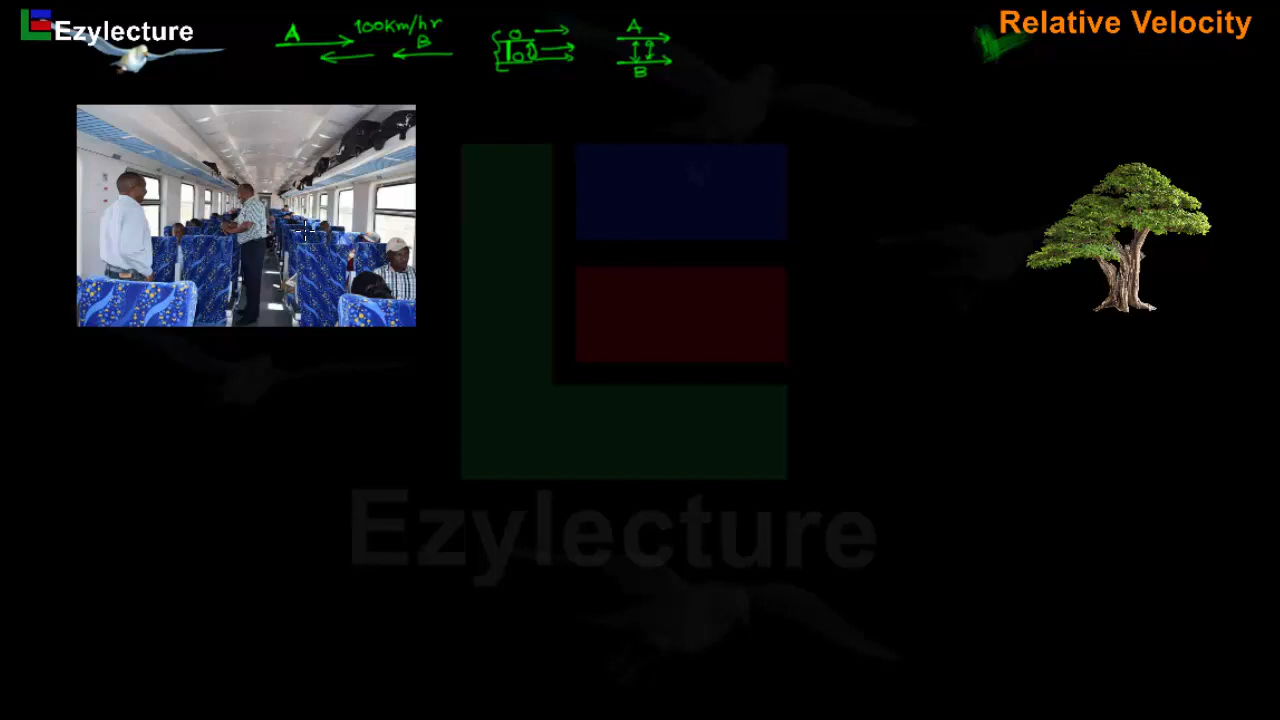 Ezylecture
A
100km/hr
B
A
B
Relative Velocity
Ezylecture